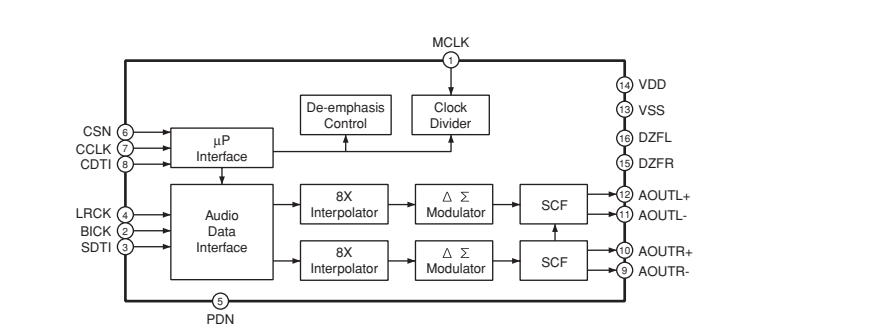 MCLK
1
14 VDD
De-emphasis
Control
Clock
Divider
13 VSS
CSN 6
μP
Interface
16 DZFL
CCLK 7
CDTI 8
15 DZFR
8X
Interpolator
Δ Σ
Modulator
SCF
12 AOUTL+
11 AOUTL-
LRCK 4
BICK 2
SDTI 3
Audio
Data
Interface
8X
Interpolator
Δ Σ
Modulator
SCF
10 AOUTR+
9 AOUTR-
5
PDN